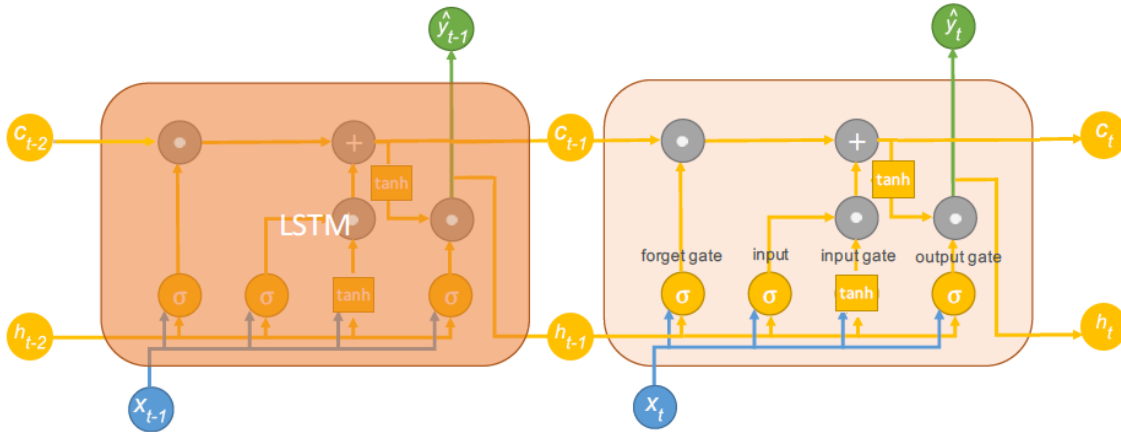 ŷt-1
ŷt
ct-2
+
ct-1
+
ct
tanh
tanh
LSTM
forget gate
input
input gate
output gate
σ
σ
tanh
σ
σ
σ
tanh
σ
ht-2
ht-1
ht
xt-1
xt